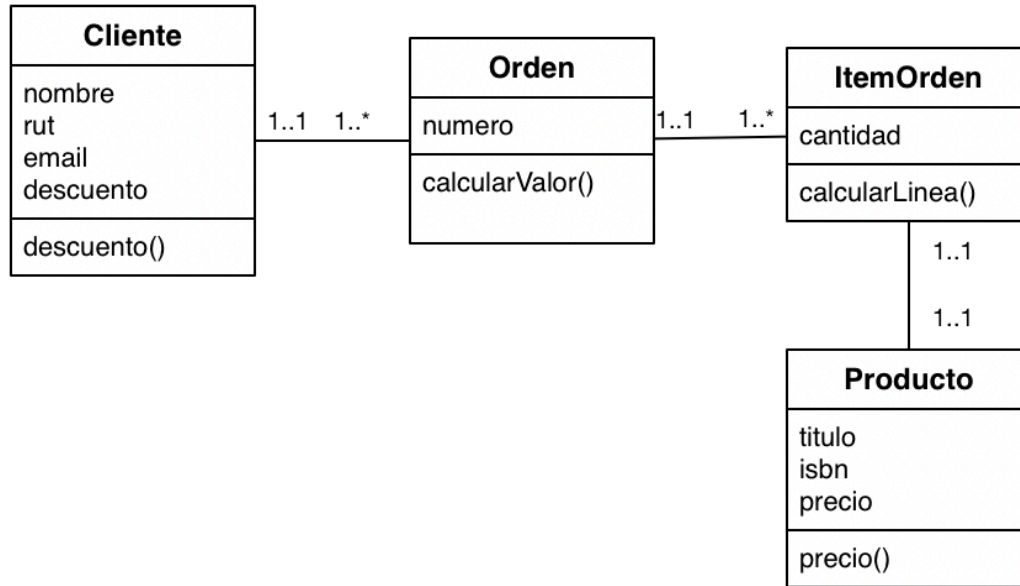 Cliente
nombre
rut
email
descuento
descuento()
1..1 1..*
Orden
numero
calcularValor()
1..1 1..*
ItemOrden
cantidad
calcularLinea()
1..1
1..1
Producto
titulo
isbn
precio
precio()